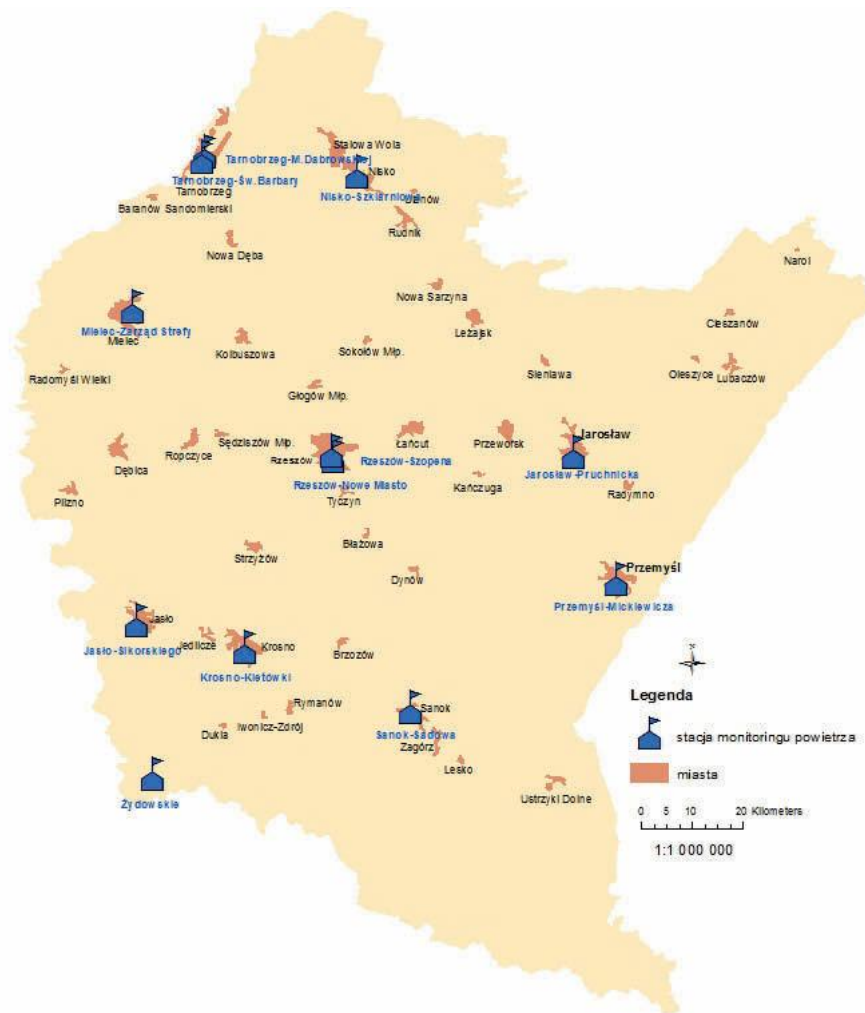 Stalowa Wola
Tarnobrzeg-M.Dąbrowskiej
Nisko
Tarnobrzeg-Św.Barbary
Tarnobrzeg
Nisko-Szklarniowa
Ulanów
Baranów Sandomierski
Rudnik
Nowa Dęba
Narol
Nowa Sarzyna
Mielec-Zarząd Strefy
Leżajsk
Cieszanów
Mielec
Kolbuszowa
Sokołów Młp.
Radomyśl Wielki
Sieniawa
Oleszyce
Lubaczów
Głogów Młp.
Jarosław
Sędziszów Młp.
Łańcut
Przeworsk
Ropczyce
Rzeszów
Rzeszów-Szopena
Dębica
Jarosław-Pruchnicka
Rzeszów-Nowe Miasto
Kańczuga
Radymno
Pilzno
Tyczyn
Błażowa
Strzyżów
Dynów
Przemyśl
Przemyśl-Mickiewicza
Jasło
Jedlicze
Krosno
Jasło-Sikorskiego
Brzozów
Krosno-Kletówki
N
Legenda
Rymanów
Sanok
Iwonicz-Zdrój
Dukla
Sanok-Sadowa
stacja monitoringu powietrza
Zagórz
Lesko
miasta
Żydowskie
Ustrzyki Dolne
0 5 10 20 Kilometers
1:1 000 000